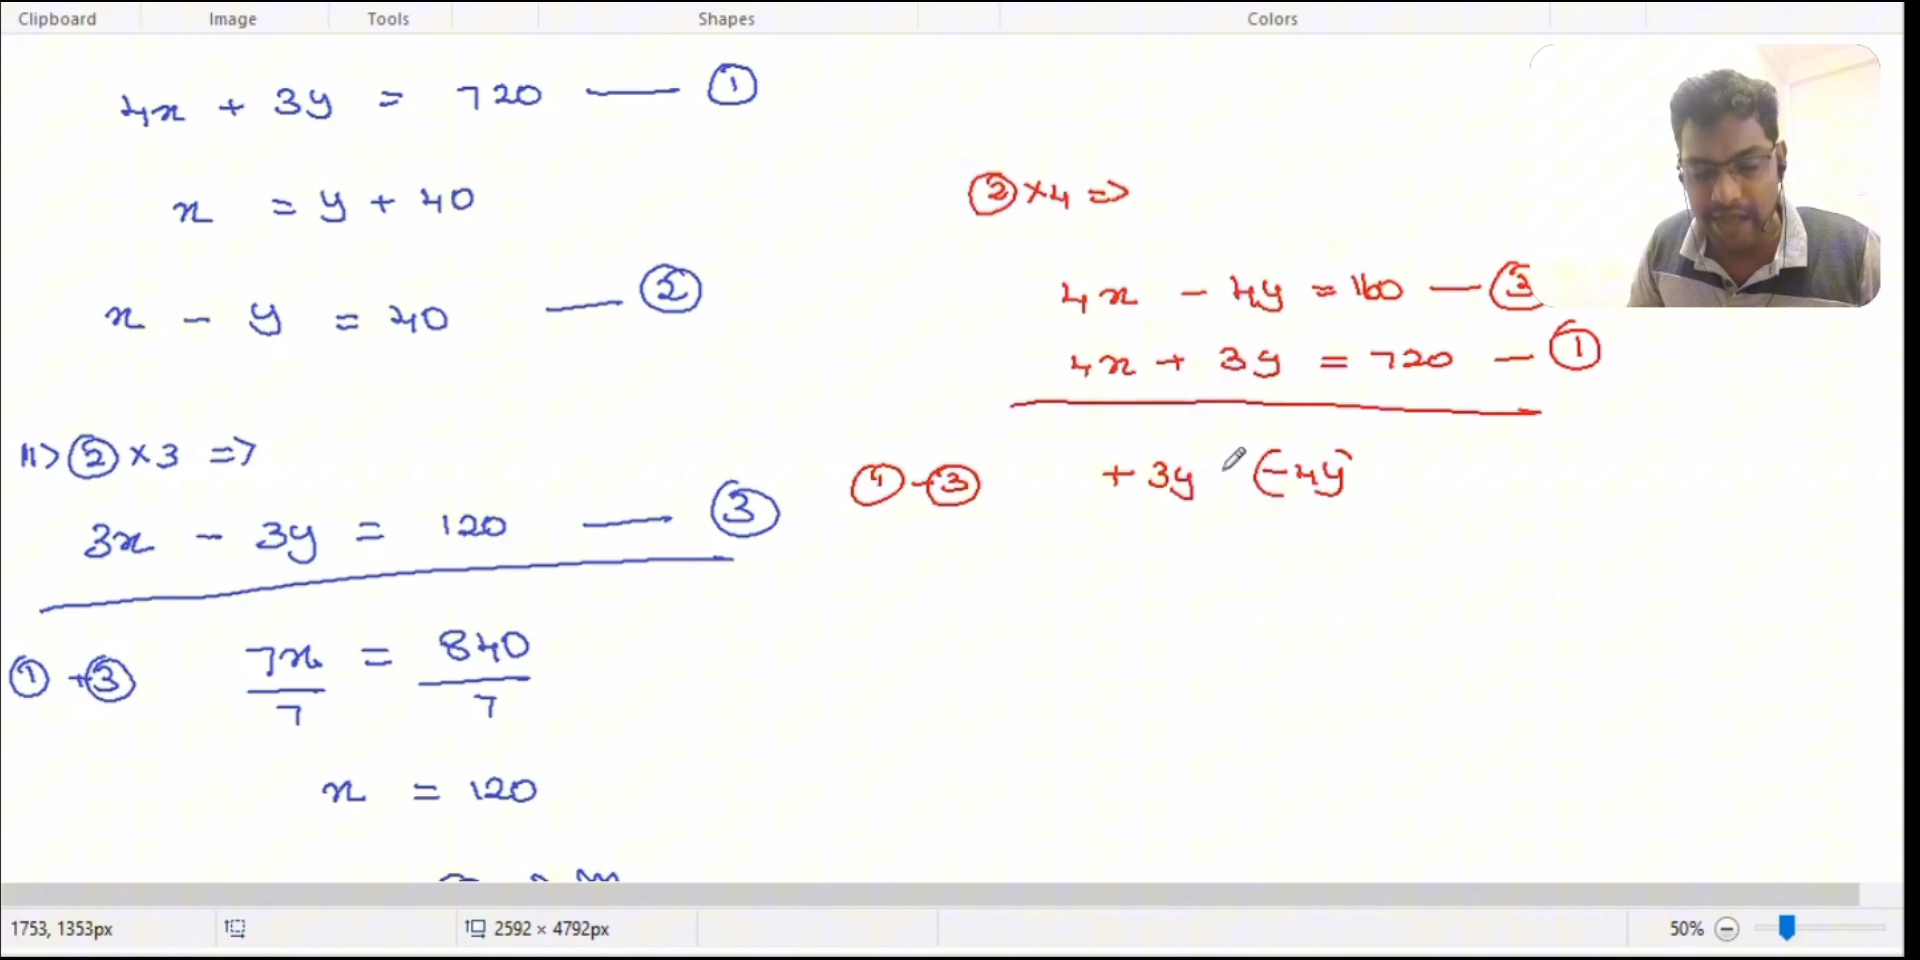 Clipboard Image Tools Shapes Colors
4x + 3y = 720 — ①
x = y + 40
x - y = 40 — ②
11> ② × 3 =>
3x - 3y = 120 — ③
① + ③ 7x/7 = 840/7
x = 120
② × 4 =>
4x - 4y = 160 — ③
4x + 3y = 720 — ①
① - ③ + 3y (-4y)
1753, 1353px 2592 × 4792px 50%